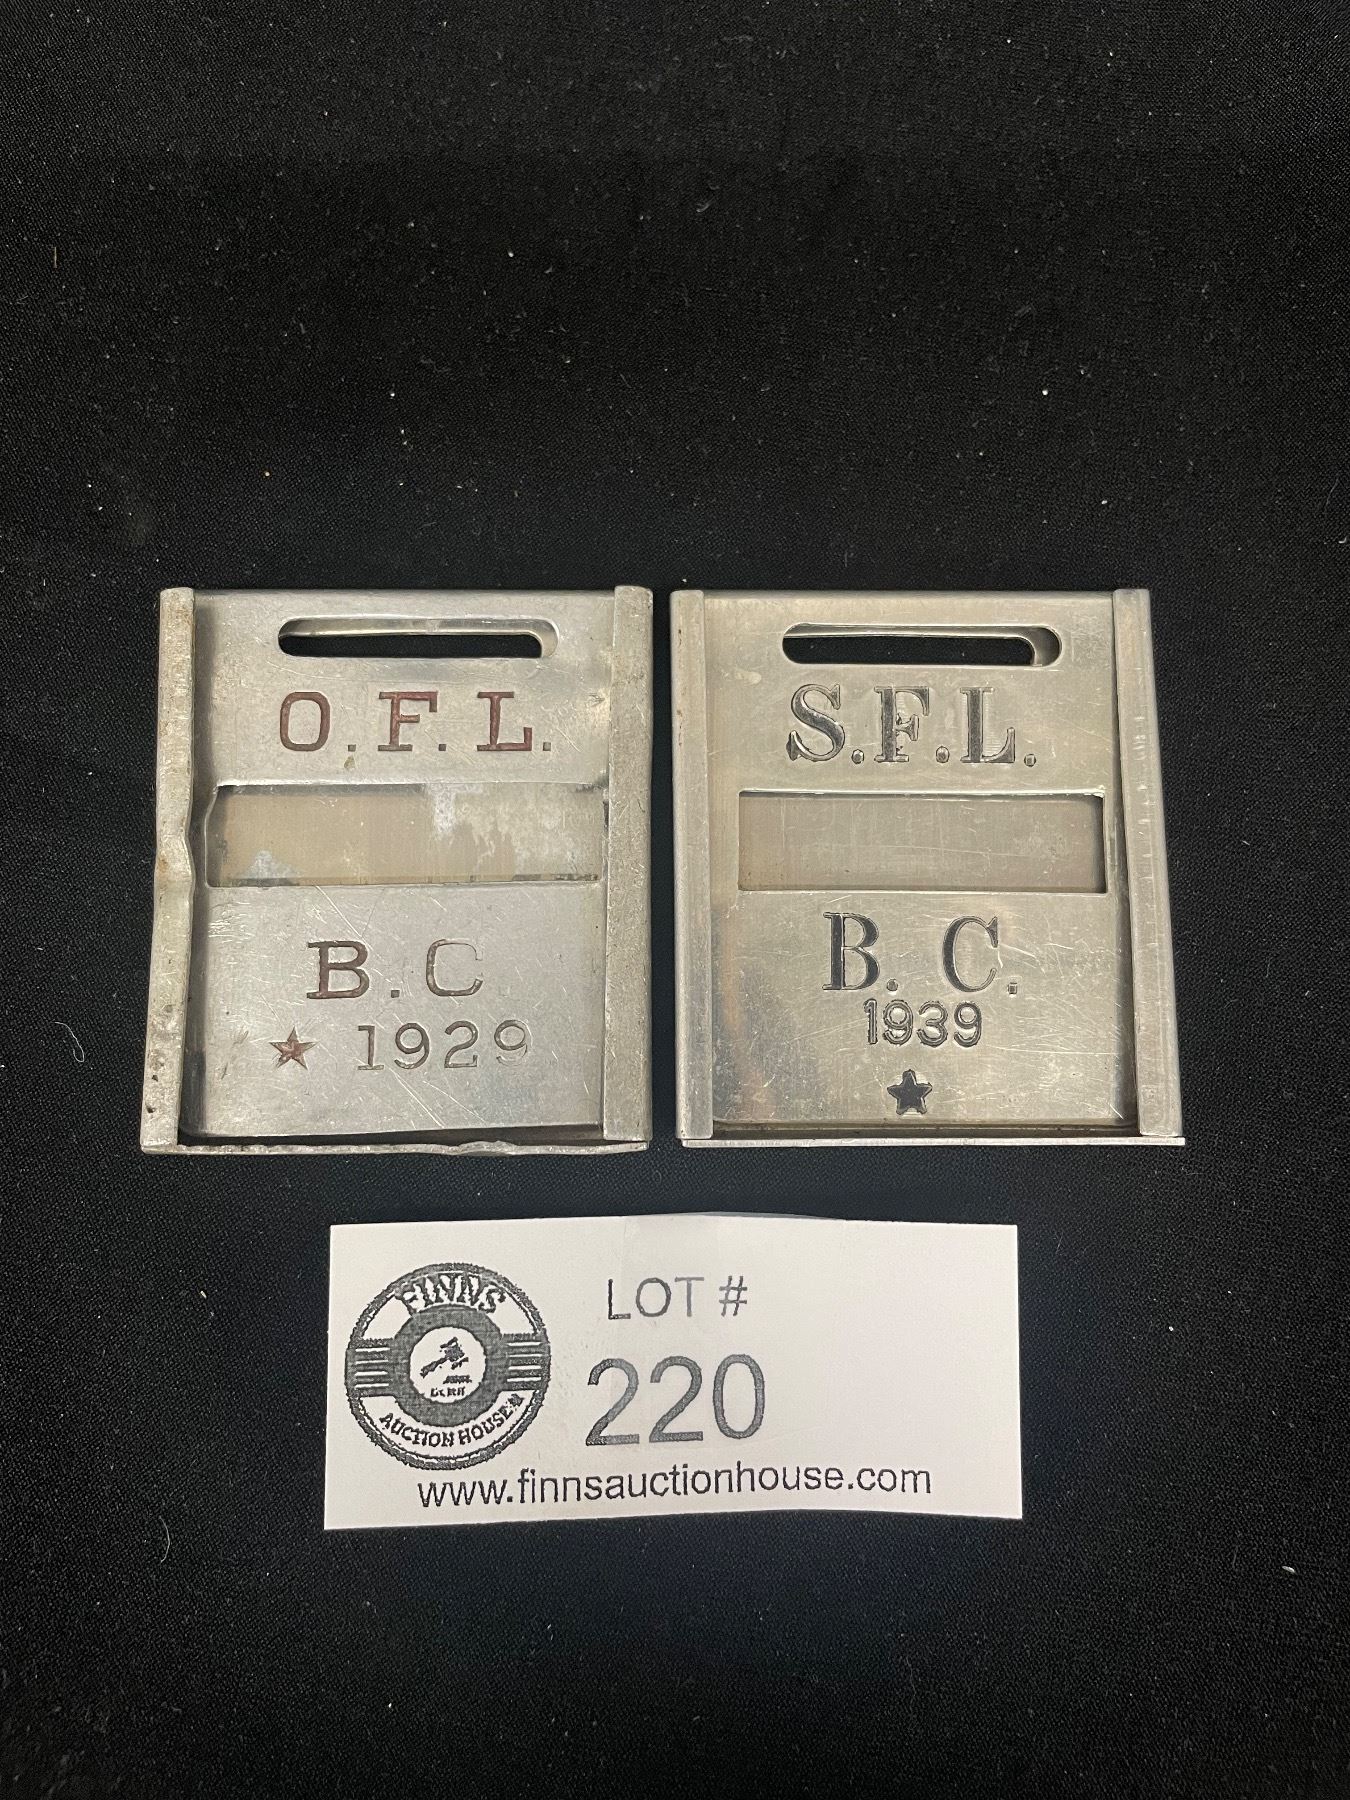 O.F.L.
B.C
★ 1929
S.F.L.
B.C.
1939
★
FINNS
AUCTION HOUSE
LOT #
220
www.finnsauctionhouse.com